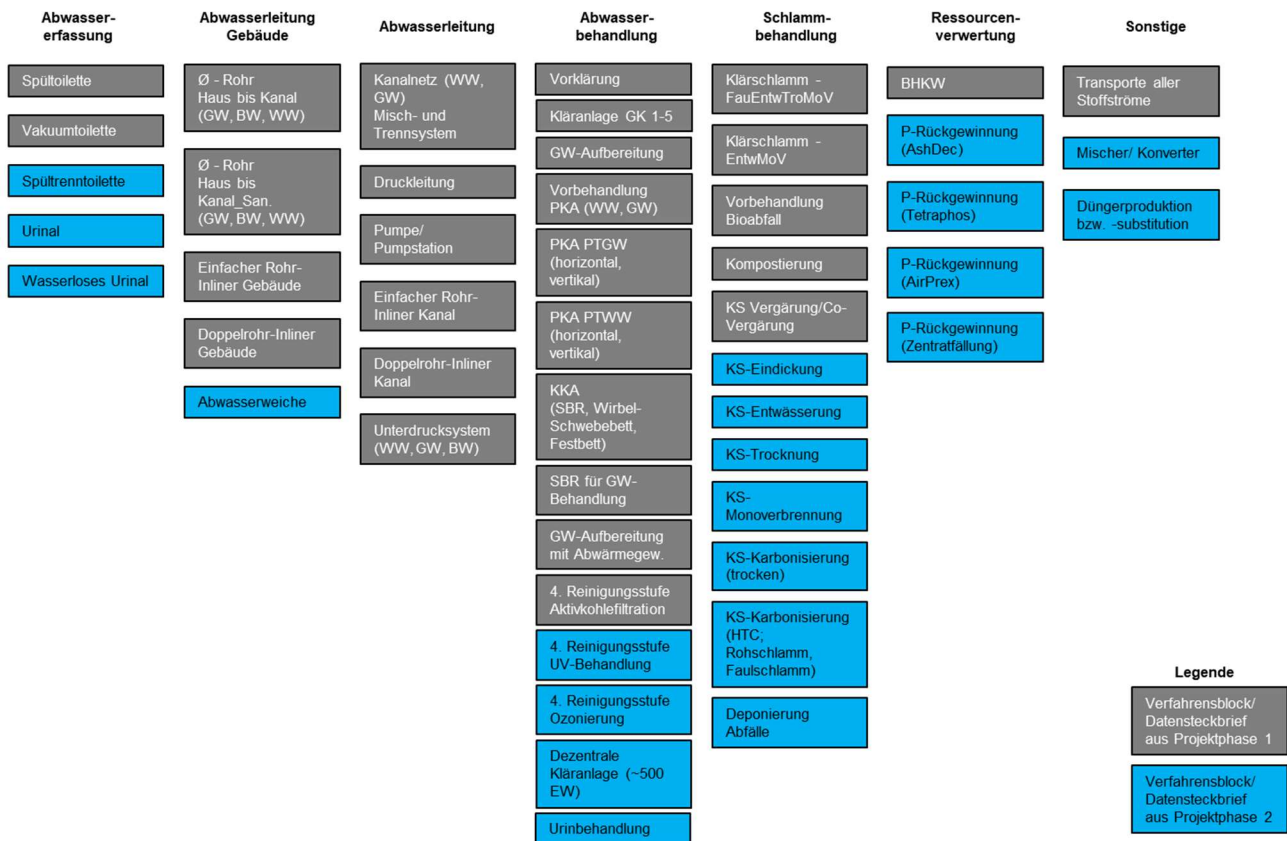 Abwasser-
erfassung
Spültoilette
Vakuumtoilette
Spültrenntoilette
Urinal
Wasserloses Urinal
Abwasserleitung
Gebäude
Ø - Rohr
Haus bis Kanal
(GW, BW, WW)
Ø - Rohr
Haus bis
Kanal_San.
(GW, BW, WW)
Einfacher Rohr-
Inliner Gebäude
Doppelrohr-Inliner
Gebäude
Abwasserweiche
Abwasserleitung
Kanalnetz (WW,
GW)
Misch- und
Trennsystem
Druckleitung
Pumpe/
Pumpstation
Einfacher Rohr-
Inliner Kanal
Doppelrohr-Inliner
Kanal
Unterdrucksystem
(WW, GW, BW)
Abwasser-
behandlung
Vorklärung
Kläranlage GK 1-5
GW-Aufbereitung
Vorbehandlung
PKA (WW, GW)
PKA PTGW
(horizontal,
vertikal)
PKA PTWW
(horizontal,
vertikal)
KKA
(SBR, Wirbel-
Schwebebett,
Festbett)
SBR für GW-
Behandlung
GW-Aufbereitung
mit Abwärmegew.
4. Reinigungsstufe
Aktivkohlefiltration
4. Reinigungsstufe
UV-Behandlung
4. Reinigungsstufe
Ozonierung
Dezentrale
Kläranlage (~500
EW)
Urinbehandlung
Schlamm-
behandlung
Klärschlamm -
FauEntwTroMoV
Klärschlamm -
EntwMoV
Vorbehandlung
Bioabfall
Kompostierung
KS Vergärung/Co-
Vergärung
KS-Eindickung
KS-Entwässerung
KS-Trocknung
KS-
Monoverbrennung
KS-Karbonisierung
(trocken)
KS-Karbonisierung
(HTC;
Rohschlamm,
Faulschlamm)
Deponierung
Abfälle
Ressourcen-
verwertung
BHKW
P-Rückgewinnung
(AshDec)
P-Rückgewinnung
(Tetraphos)
P-Rückgewinnung
(AirPrex)
P-Rückgewinnung
(Zentratfällung)
Sonstige
Transporte aller
Stoffströme
Mischer/ Konverter
Düngerproduktion
bzw. -substitution
Legende
Verfahrensblock/
Datensteckbrief
aus Projektphase 1
Verfahrensblock/
Datensteckbrief
aus Projektphase 2